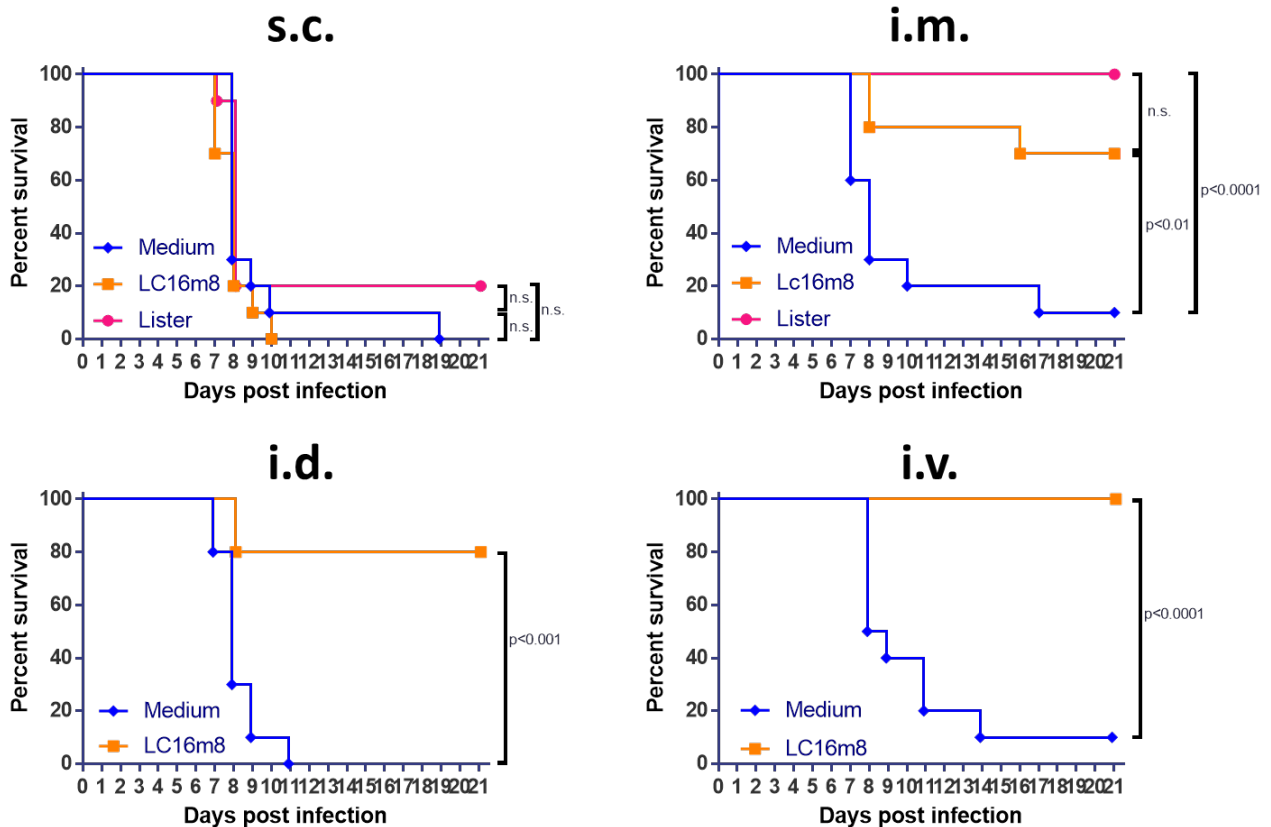 s.c.
Percent survival
100
80
60
40
20
0
Medium
LC16m8
Lister
n.s.
n.s.
n.s.
0 1 2 3 4 5 6 7 8 9 10 11 12 13 14 15 16 17 18 19 20 21
Days post infection
i.m.
Percent survival
100
80
60
40
20
0
Medium
Lc16m8
Lister
n.s.
p<0.01
p<0.0001
0 1 2 3 4 5 6 7 8 9 10 11 12 13 14 15 16 17 18 19 20 21
Days post infection
i.d.
Percent survival
100
80
60
40
20
0
Medium
LC16m8
p<0.001
0 1 2 3 4 5 6 7 8 9 10 11 12 13 14 15 16 17 18 19 20 21
Days post infection
i.v.
Percent survival
100
80
60
40
20
0
Medium
LC16m8
p<0.0001
0 1 2 3 4 5 6 7 8 9 10 11 12 13 14 15 16 17 18 19 20 21
Days post infection